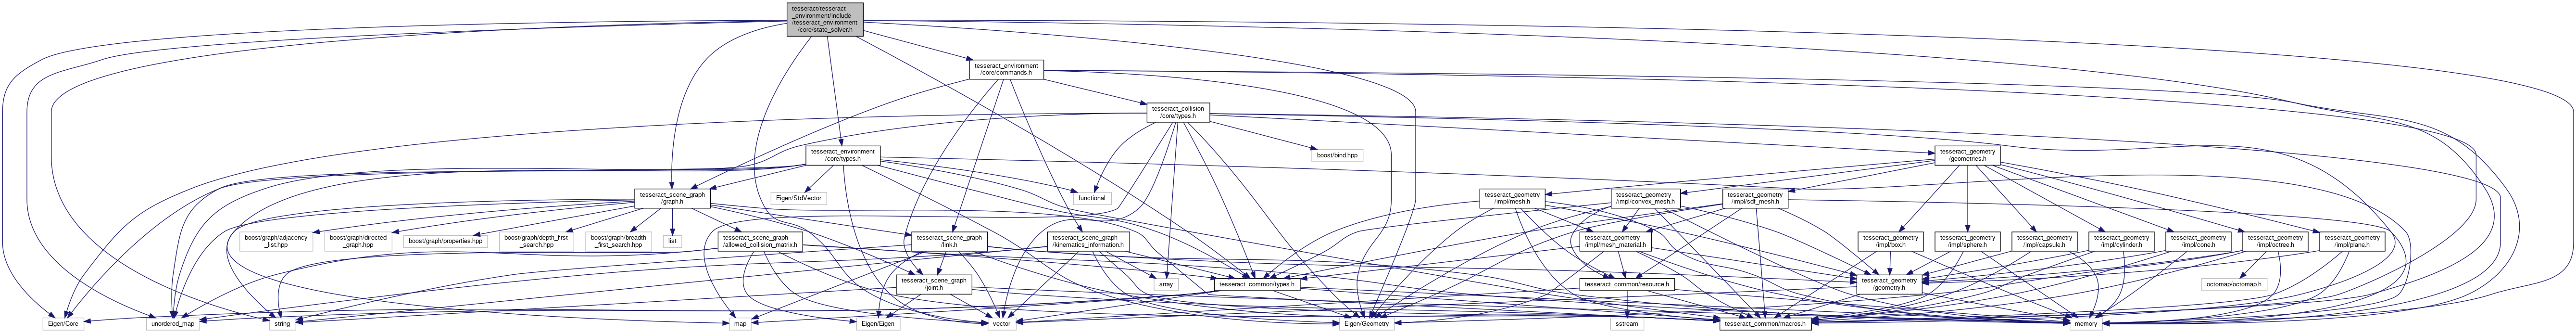 tesseract/tesseract
_environment/include
/tesseract_environment
/core/state_solver.h
tesseract_environment
/core/commands.h
tesseract_collision
/core/types.h
tesseract_environment
/core/types.h
boost/bind.hpp
tesseract_geometry
/geometries.h
tesseract_scene_graph
/graph.h
Eigen/StdVector
functional
tesseract_geometry
/impl/mesh.h
tesseract_geometry
/impl/convex_mesh.h
tesseract_geometry
/impl/sdf_mesh.h
boost/graph/adjacency
_list.hpp
boost/graph/directed
_graph.hpp
boost/graph/properties.hpp
boost/graph/depth_first
_search.hpp
boost/graph/breadth
_first_search.hpp
list
tesseract_scene_graph
/allowed_collision_matrix.h
tesseract_scene_graph
/link.h
tesseract_scene_graph
/kinematics_information.h
tesseract_geometry
/impl/mesh_material.h
tesseract_geometry
/impl/box.h
tesseract_geometry
/impl/sphere.h
tesseract_geometry
/impl/capsule.h
tesseract_geometry
/impl/cylinder.h
tesseract_geometry
/impl/cone.h
tesseract_geometry
/impl/octree.h
tesseract_geometry
/impl/plane.h
tesseract_scene_graph
/joint.h
array
tesseract_common/types.h
tesseract_common/resource.h
tesseract_geometry
/geometry.h
octomap/octomap.h
Eigen/Core
unordered_map
string
map
Eigen/Eigen
vector
Eigen/Geometry
sstream
tesseract_common/macros.h
memory